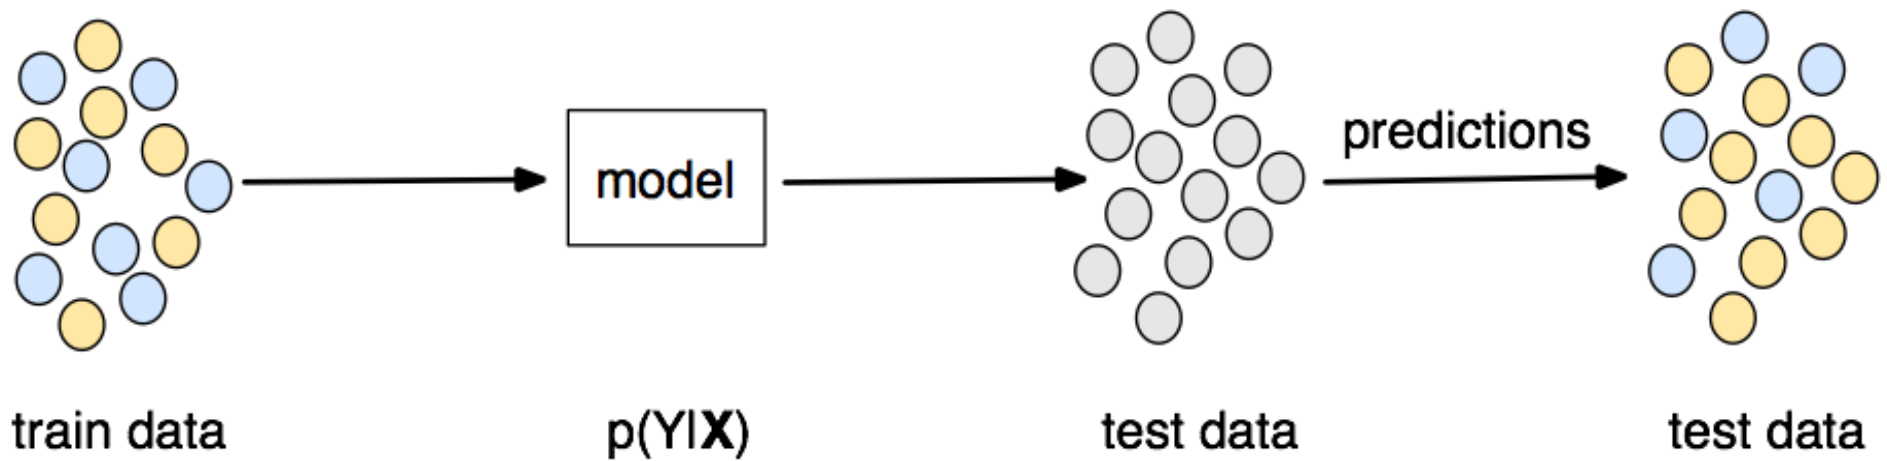 model
predictions
train data
p(Y|X)
test data
test data